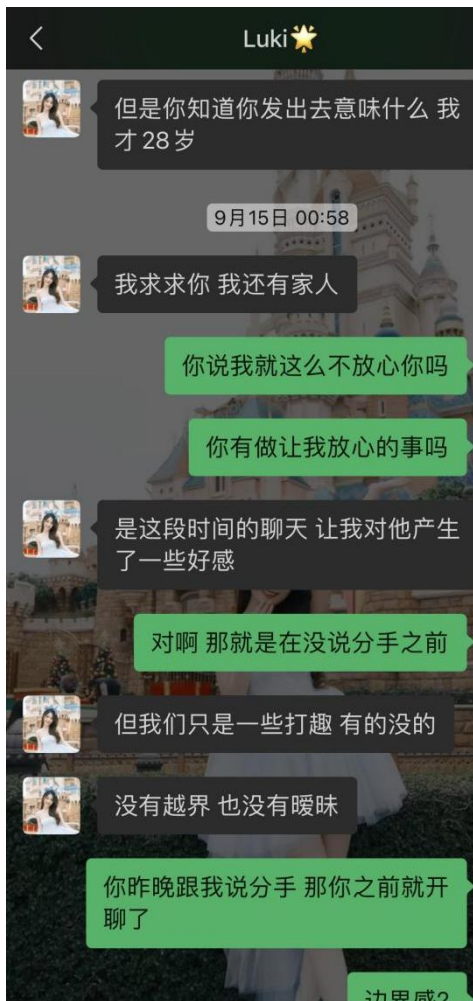 Luki🌟
但是你知道你发出去意味什么 我
才28岁
9月15日 00:58
我求求你 我还有家人
你说我就这么不放心你吗
你有做让我放心的事吗
是这段时间的聊天 让我对他产生
了一些好感
对啊 那就是在没说分手之前
但我们只是一些打趣 有的没的
没有越界 也没有暧昧
你昨晚跟我说分手 那你之前就开
聊了
边界感?